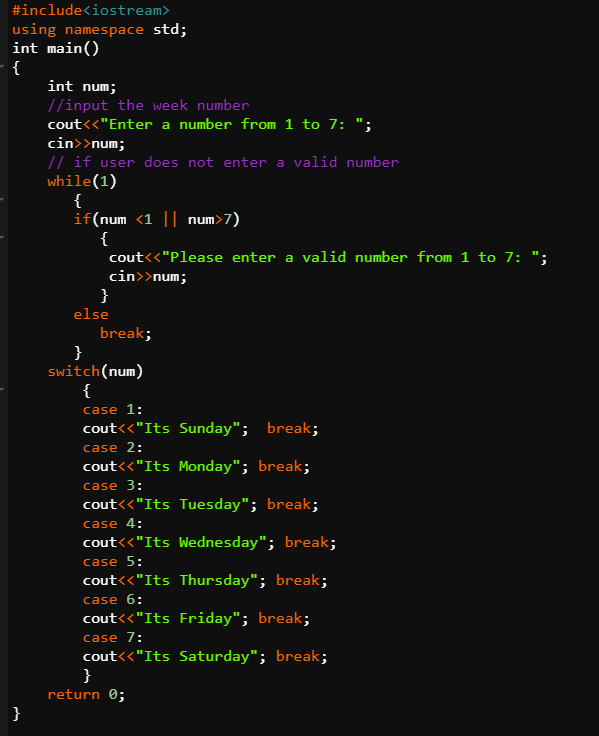 #include<iostream>
using namespace std;
int main()
{
int num;
//input the week number
cout<<"Enter a number from 1 to 7: ";
cin>>num;
// if user does not enter a valid number
while(1)
{
if(num <1 || num>7)
{
cout<<"Please enter a valid number from 1 to 7: ";
cin>>num;
}
else
break;
}
switch(num)
{
case 1:
cout<<"Its Sunday";  break;
case 2:
cout<<"Its Monday"; break;
case 3:
cout<<"Its Tuesday"; break;
case 4:
cout<<"Its Wednesday"; break;
case 5:
cout<<"Its Thursday"; break;
case 6:
cout<<"Its Friday"; break;
case 7:
cout<<"Its Saturday"; break;
}
return 0;
}